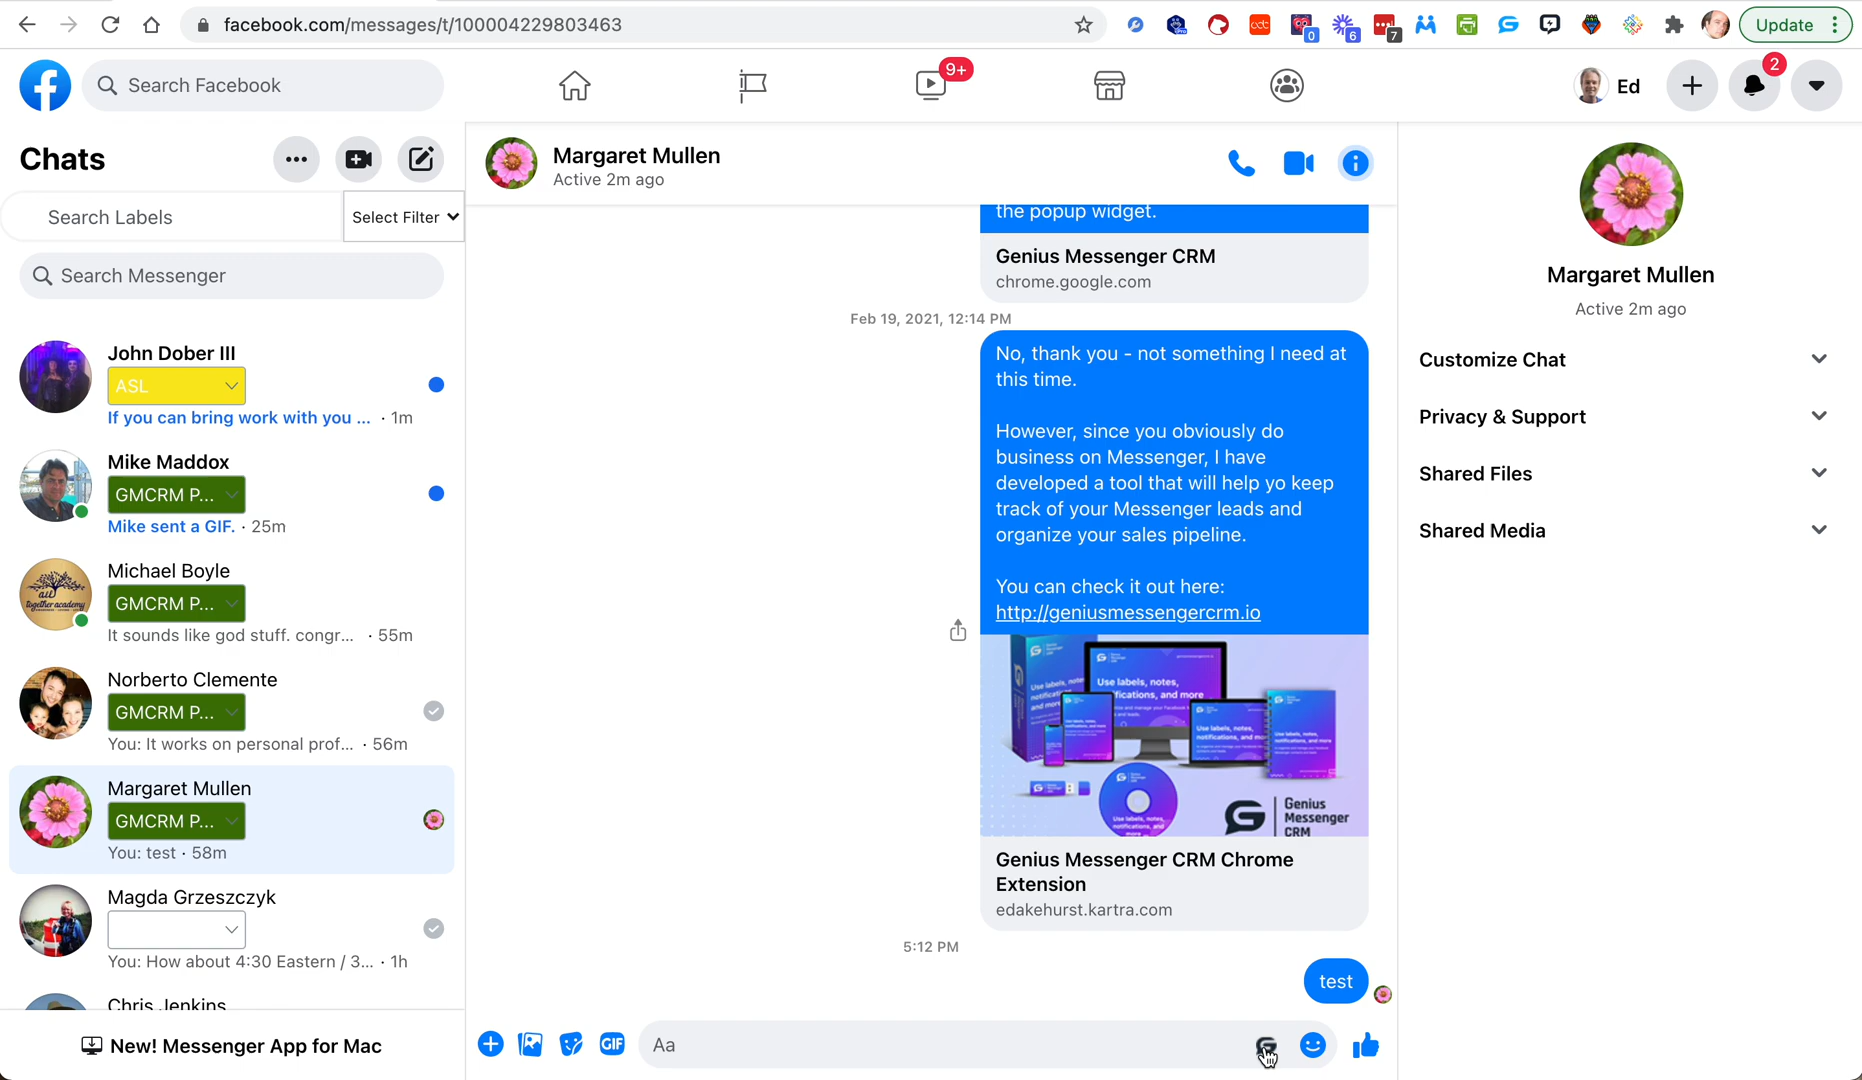 facebook.com/messages/t/100004229803463
0
6
7
Update
Search Facebook
9+
Ed
2
Chats
Search Labels
Select Filter
Search Messenger
John Dober III
ASL
If you can bring work with you ... · 1m
Mike Maddox
GMCRM P...
Mike sent a GIF. · 25m
Michael Boyle
GMCRM P...
It sounds like god stuff. congr... · 55m
Norberto Clemente
GMCRM P...
You: It works on personal prof... · 56m
Margaret Mullen
GMCRM P...
You: test · 58m
Magda Grzeszczyk
You: How about 4:30 Eastern / 3... · 1h
Chris Jenkins
New! Messenger App for Mac
Margaret Mullen
Active 2m ago
the popup widget.
Genius Messenger CRM
chrome.google.com
Feb 19, 2021, 12:14 PM
No, thank you - not something I need at
this time.
However, since you obviously do
business on Messenger, I have
developed a tool that will help yo keep
track of your Messenger leads and
organize your sales pipeline.
You can check it out here:
http://geniusmessengercrm.io
Use labels, notes,
notifications, and more
Genius
Messenger
CRM
Genius Messenger CRM Chrome
Extension
edakehurst.kartra.com
5:12 PM
test
GIF
Aa
Margaret Mullen
Active 2m ago
Customize Chat
Privacy & Support
Shared Files
Shared Media